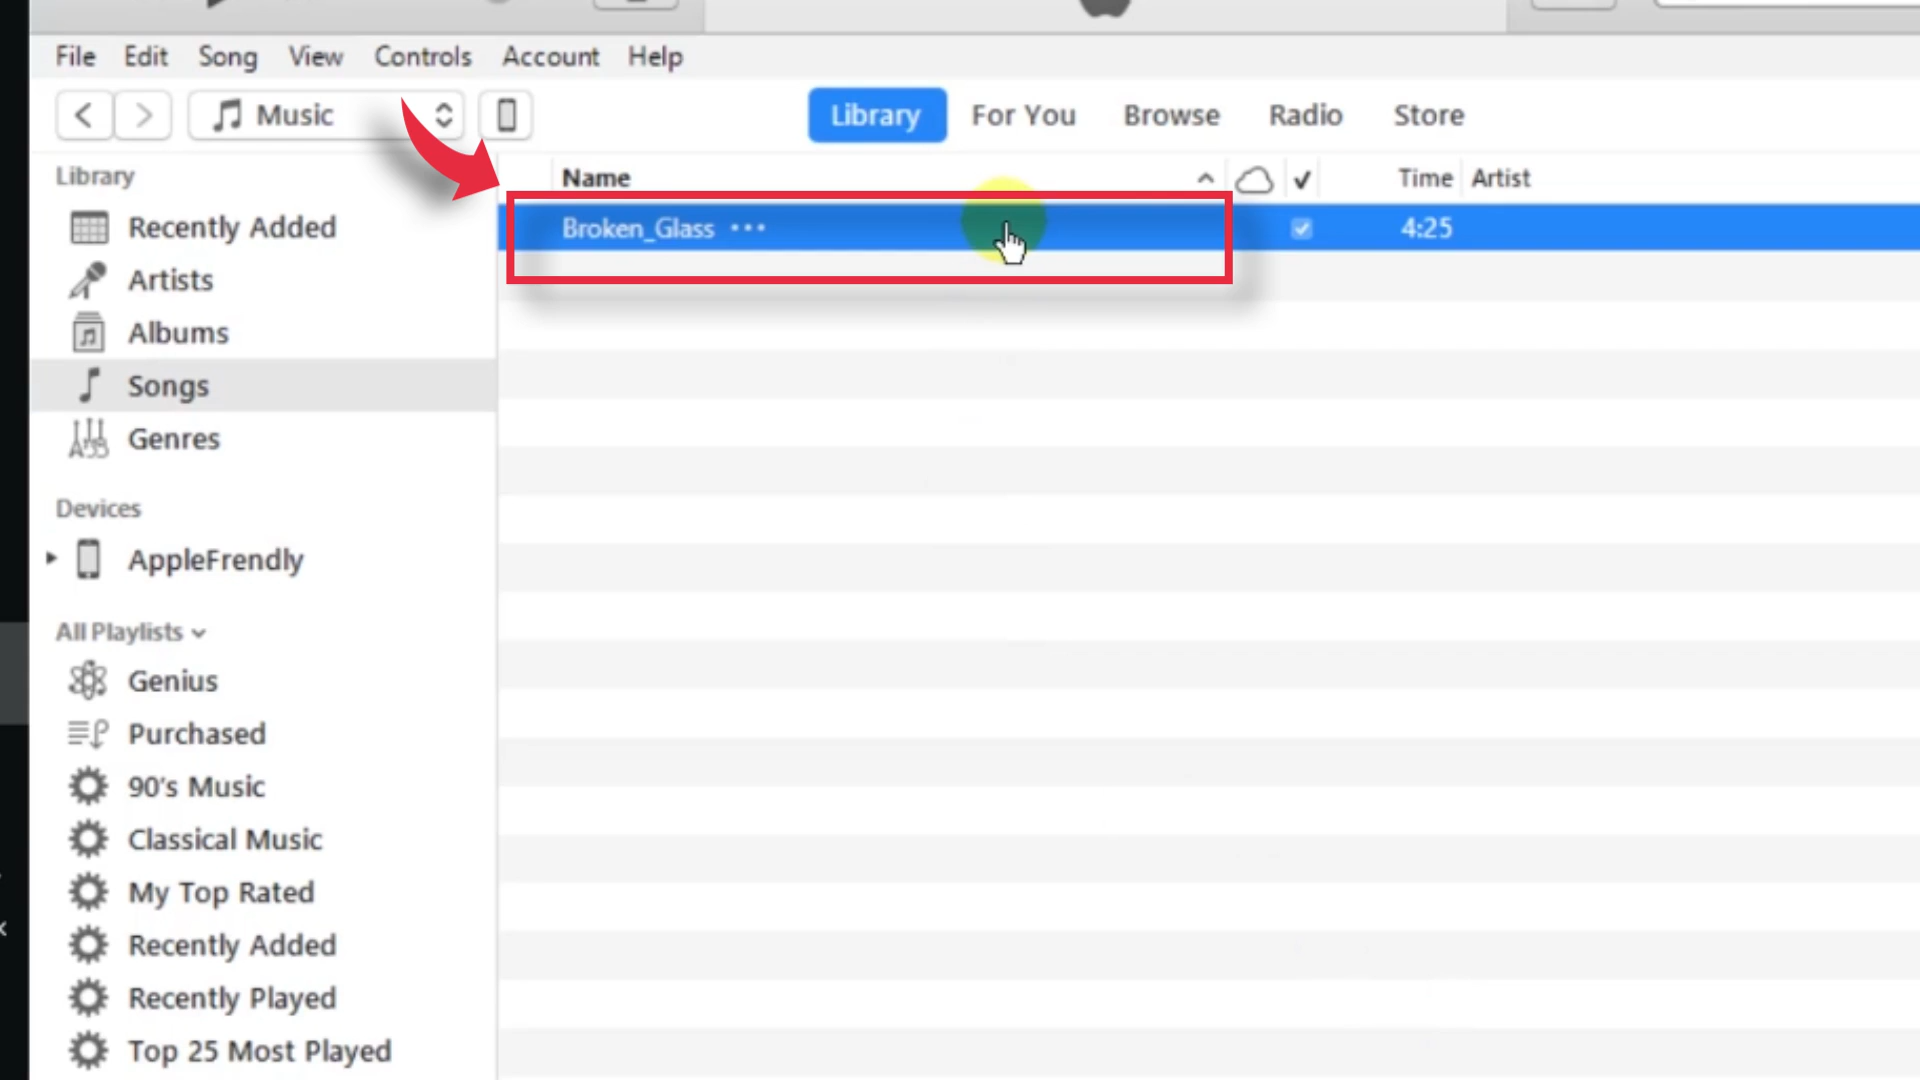 File Edit Song View Controls Account Help
Music
Library For You Browse Radio Store
Library
Name Time Artist
Broken_Glass ••• 4:25
Recently Added
Artists
Albums
Songs
Genres
Devices
AppleFrendly
All Playlists
Genius
Purchased
90's Music
Classical Music
My Top Rated
Recently Added
Recently Played
Top 25 Most Played